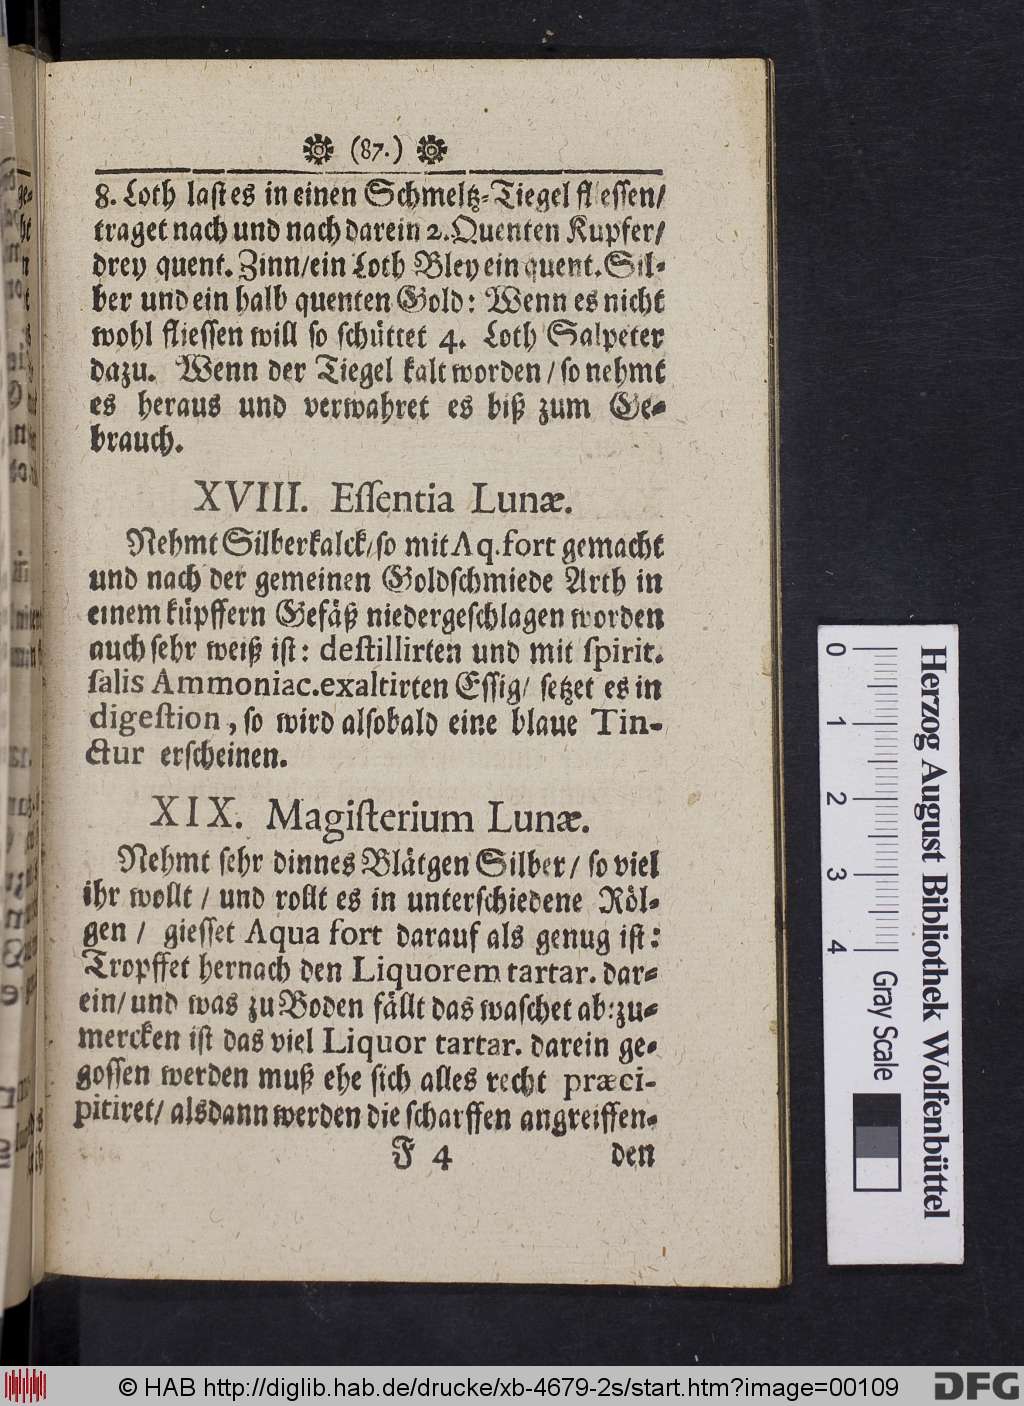 (87.)
8. Loth last es in einen Schmeltz-Tiegel fliessen/
traget nach und nach darein 2. Quenten Kupfer/
drey quent. Zinn/ ein Loth Bley ein quent. Sil-
ber und ein halb quenten Gold: Wenn es nicht
wohl fliessen will so schüttet 4. Loth Salpeter
dazu. Wenn der Tiegel kalt worden/ so nehmt
es heraus und verwahret es biß zum Ge-
brauch.
XVIII. Eſſentia Lunæ.
Nehmt Silberkalck/ so mit Aq. fort gemacht
und nach der gemeinen Goldschmiede Arth in
einem küpffern Gefäß niedergeschlagen worden
auch sehr weiß ist: deſtillirten und mit ſpirit.
ſalis Ammoniac. exaltirten Essig/ setzet es in
digeſtion, so wird alsobald eine blaue Tin-
ctur erscheinen.
XIX. Magiſterium Lunæ.
Nehmt sehr dinnes Blätgen Silber/ so viel
ihr wollt/ und rollt es in unterschiedene Röl-
gen/ giesset Aqua fort darauf als genug ist:
Tropffet hernach den Liquorem tartar. dar-
ein/ und was zu Boden fällt das waschet ab: zu-
mercken ist das viel Liquor tartar. darein ge-
gossen werden muß ehe sich alles recht præci-
pitiret/ alsdann werden die scharffen angreiffen-
F 4 den
Herzog August Bibliothek Wolfenbüttel
0 1 2 3 4
Gray Scale
© HAB http://diglib.hab.de/drucke/xb-4679-2s/start.htm?image=00109
DFG